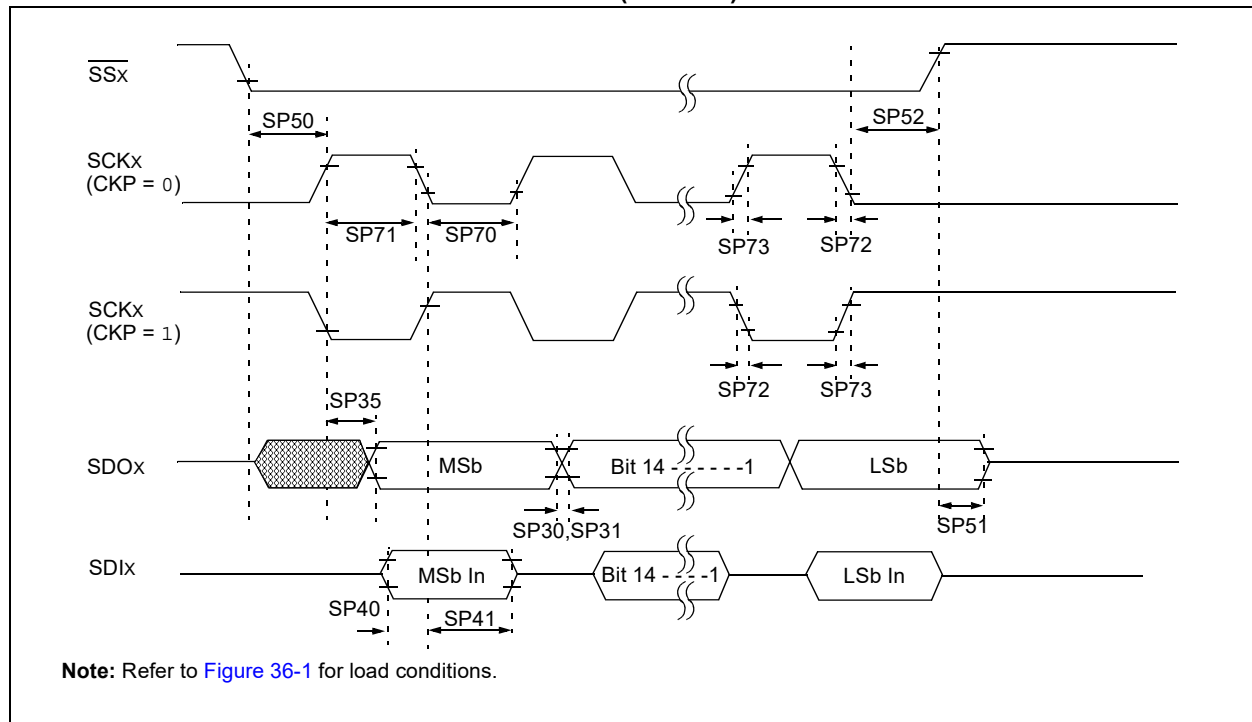 SSx
SP50
SP52
SCKx
(CKP = 0)
SP71
SP70
SP73
SP72
SCKx
(CKP = 1)
SP72
SP73
SP35
SDOx
MSb
Bit 14 - - - - - - -1
LSb
SP30,SP31
SP51
SDIx
MSb In
Bit 14 - - - - -1
LSb In
SP40
SP41
Note: Refer to Figure 36-1 for load conditions.